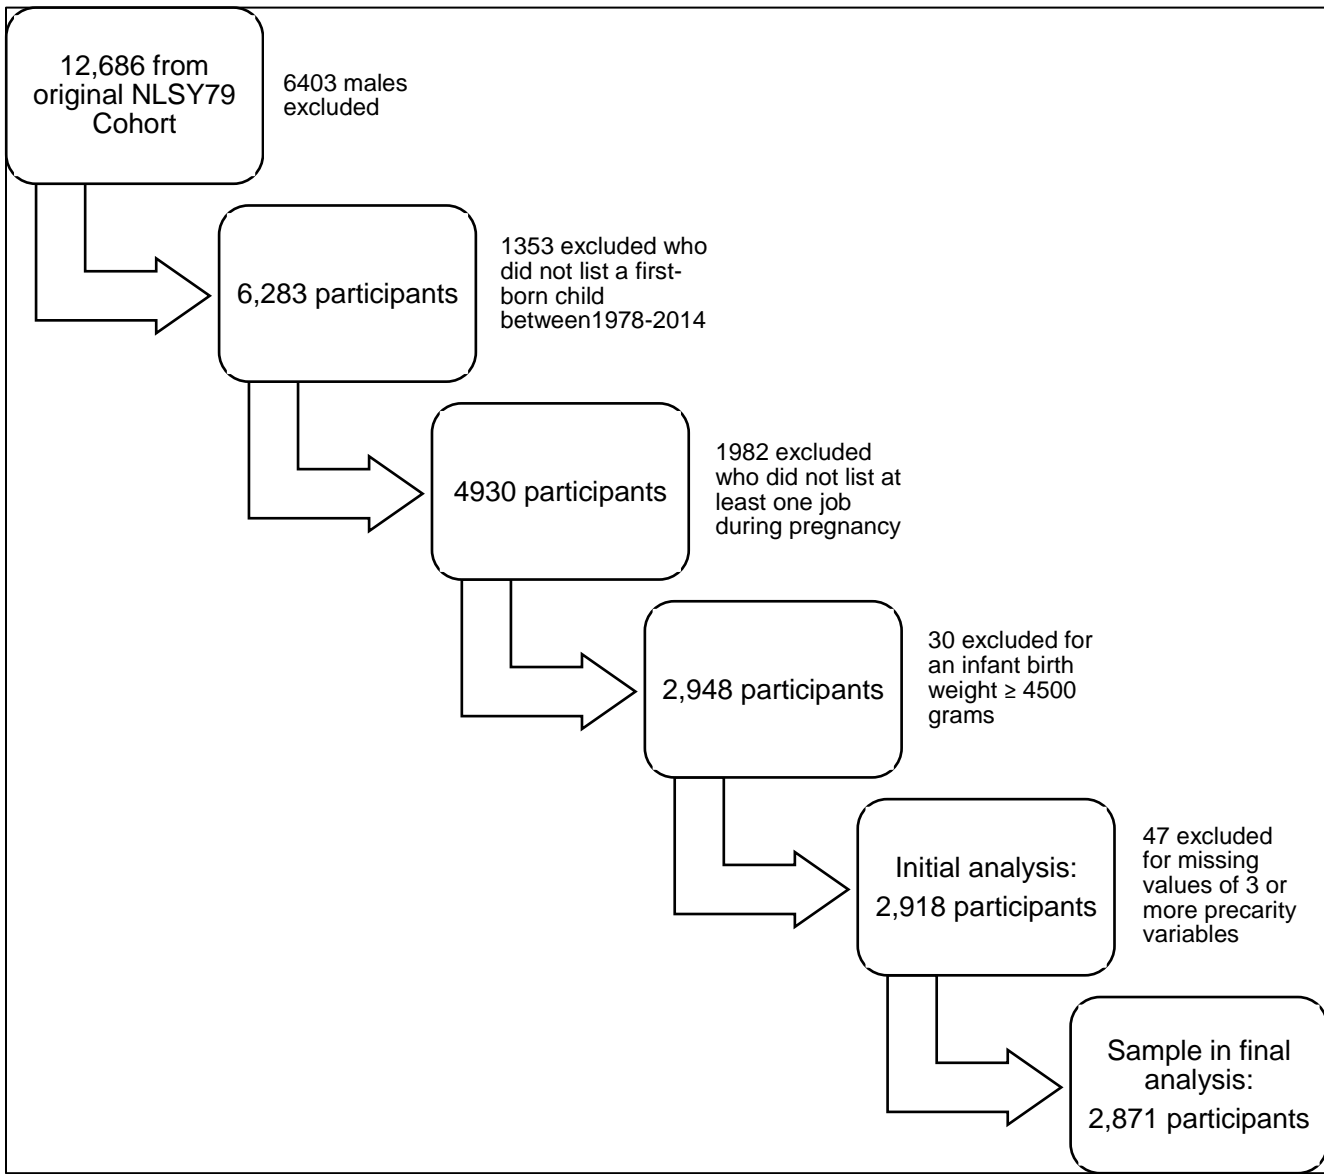 12,686 from
original NLSY79
Cohort
6403 males
excluded
6,283 participants
1353 excluded who
did not list a first-
born child
between1978-2014
4930 participants
1982 excluded
who did not list at
least one job
during pregnancy
2,948 participants
30 excluded for
an infant birth
weight ≥ 4500
grams
Initial analysis:
2,918 participants
47 excluded
for missing
values of 3 or
more precarity
variables
Sample in final
analysis:
2,871 participants